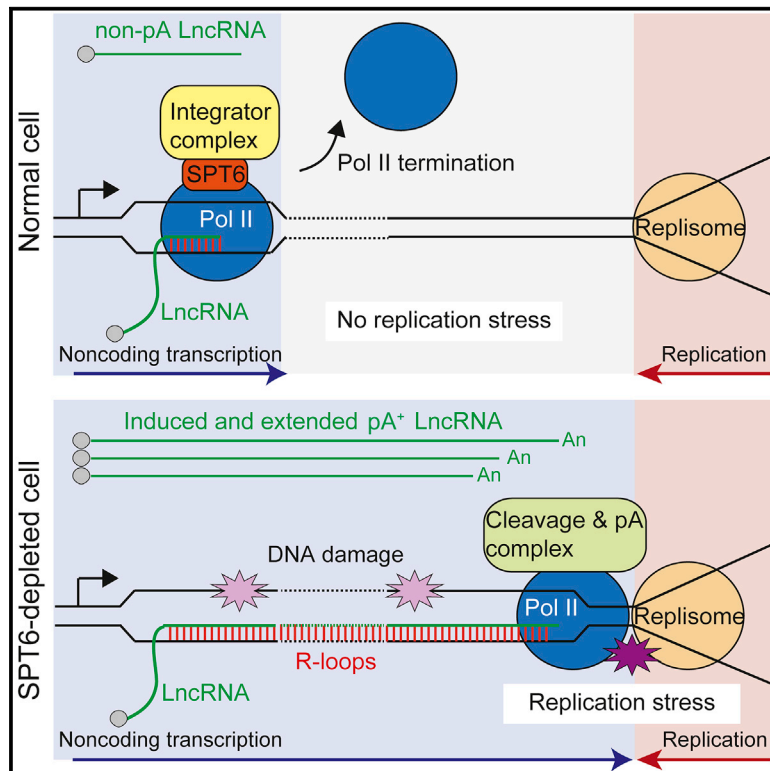 Normal cell
non-pA LncRNA
Integrator
complex
SPT6
Pol II termination
Pol II
Replisome
LncRNA
No replication stress
Noncoding transcription
Replication
SPT6-depleted cell
Induced and extended pA⁺ LncRNA
An
An
An
Cleavage & pA
complex
DNA damage
Pol II
Replisome
R-loops
LncRNA
Replication stress
Noncoding transcription
Replication